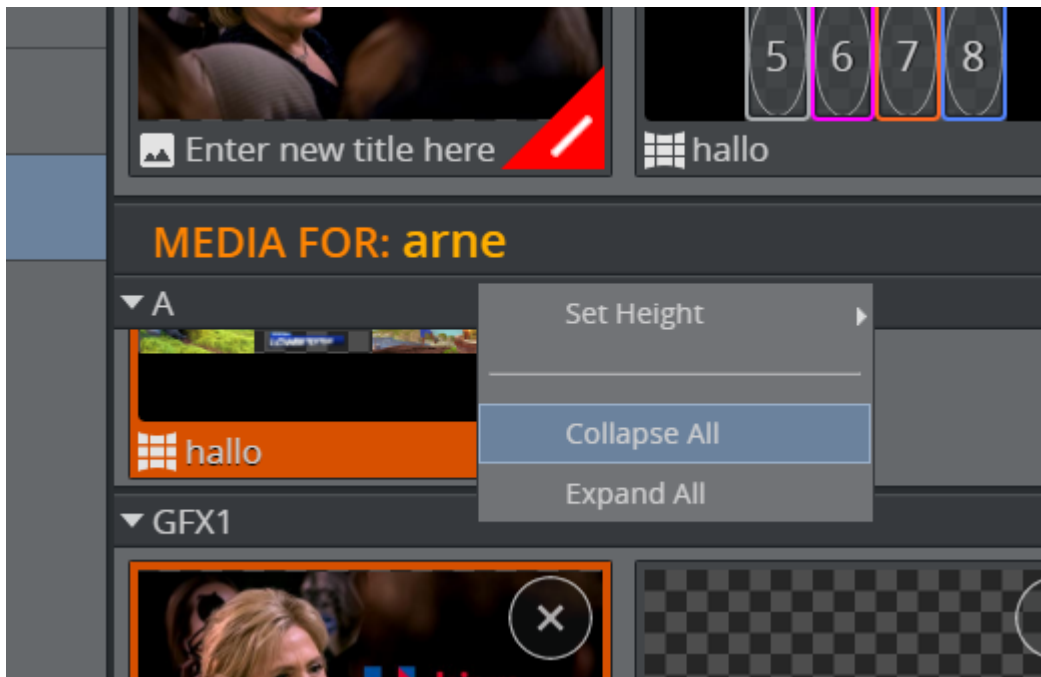 5 6 7 8
Enter new title here
hallo
MEDIA FOR: arne
A
Set Height
Collapse All
hallo
Expand All
GFX1